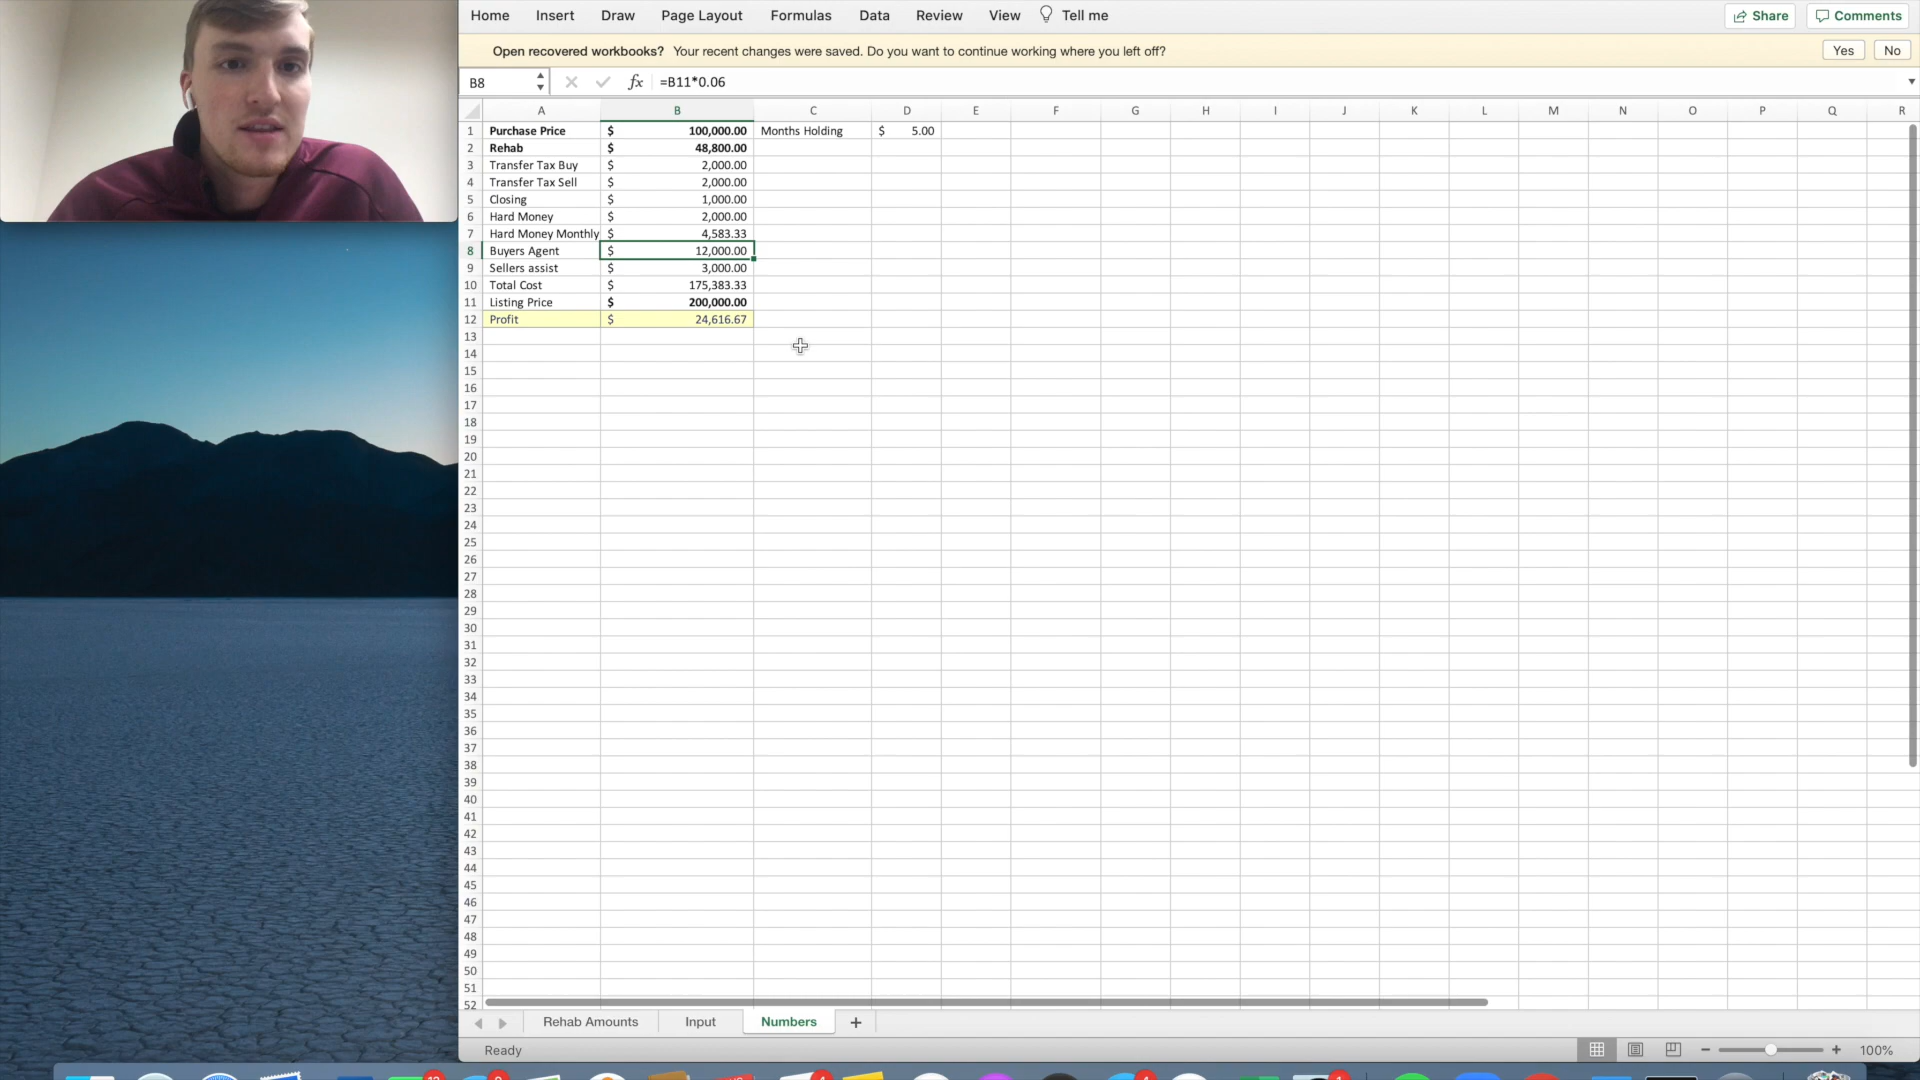 Home Insert Draw Page Layout Formulas Data Review View Tell me Share Comments
Open recovered workbooks? Your recent changes were saved. Do you want to continue working where you left off? Yes No
B8 fx =B11*0.06
A B C D E F G H I J K L M N O P Q R
1 Purchase Price $ 100,000.00 Months Holding $ 5.00
2 Rehab $ 48,800.00
3 Transfer Tax Buy $ 2,000.00
4 Transfer Tax Sell $ 2,000.00
5 Closing $ 1,000.00
6 Hard Money $ 2,000.00
7 Hard Money Monthly $ 4,583.33
8 Buyers Agent $ 12,000.00
9 Sellers assist $ 3,000.00
10 Total Cost $ 175,383.33
11 Listing Price $ 200,000.00
12 Profit $ 24,616.67
13
14
15
16
17
18
19
20
21
22
23
24
25
26
27
28
29
30
31
32
33
34
35
36
37
38
39
40
41
42
43
44
45
46
47
48
49
50
51
52
Rehab Amounts Input Numbers +
Ready 100%